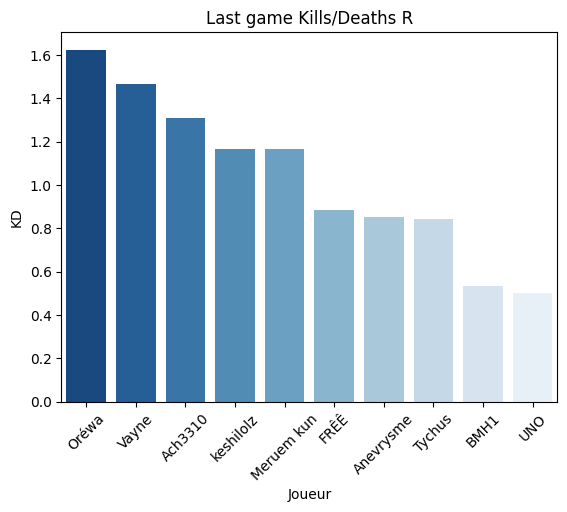 Last game Kills/Deaths R
KD
1.6
1.4
1.2
1.0
0.8
0.6
0.4
0.2
0.0
Oréwa
Vayne
Ach3310
keshilolz
Meruem kun
FRÊÊ
Anevrysme
Tychus
BMH1
UNO
Joueur